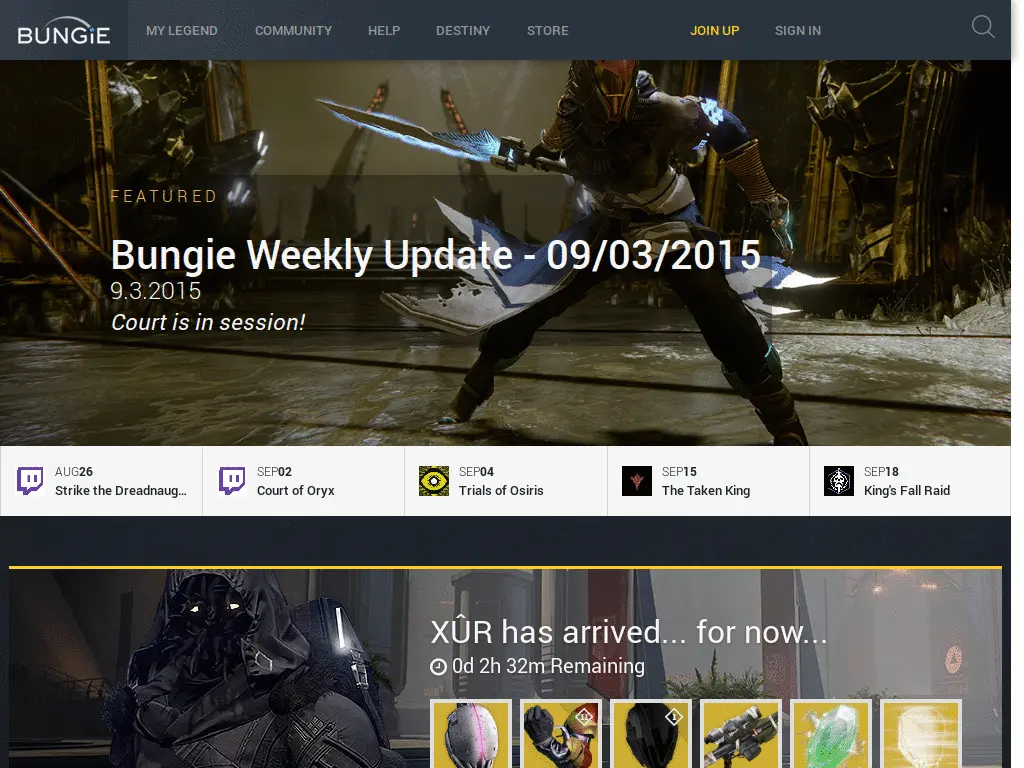 BUNGiE
MY LEGEND
COMMUNITY
HELP
DESTINY
STORE
JOIN UP
SIGN IN
FEATURED
Bungie Weekly Update - 09/03/2015
9.3.2015
Court is in session!
AUG26
Strike the Dreadnaug...
SEP02
Court of Oryx
SEP04
Trials of Osiris
SEP15
The Taken King
SEP18
King's Fall Raid
XÛR has arrived... for now...
0d 2h 32m Remaining